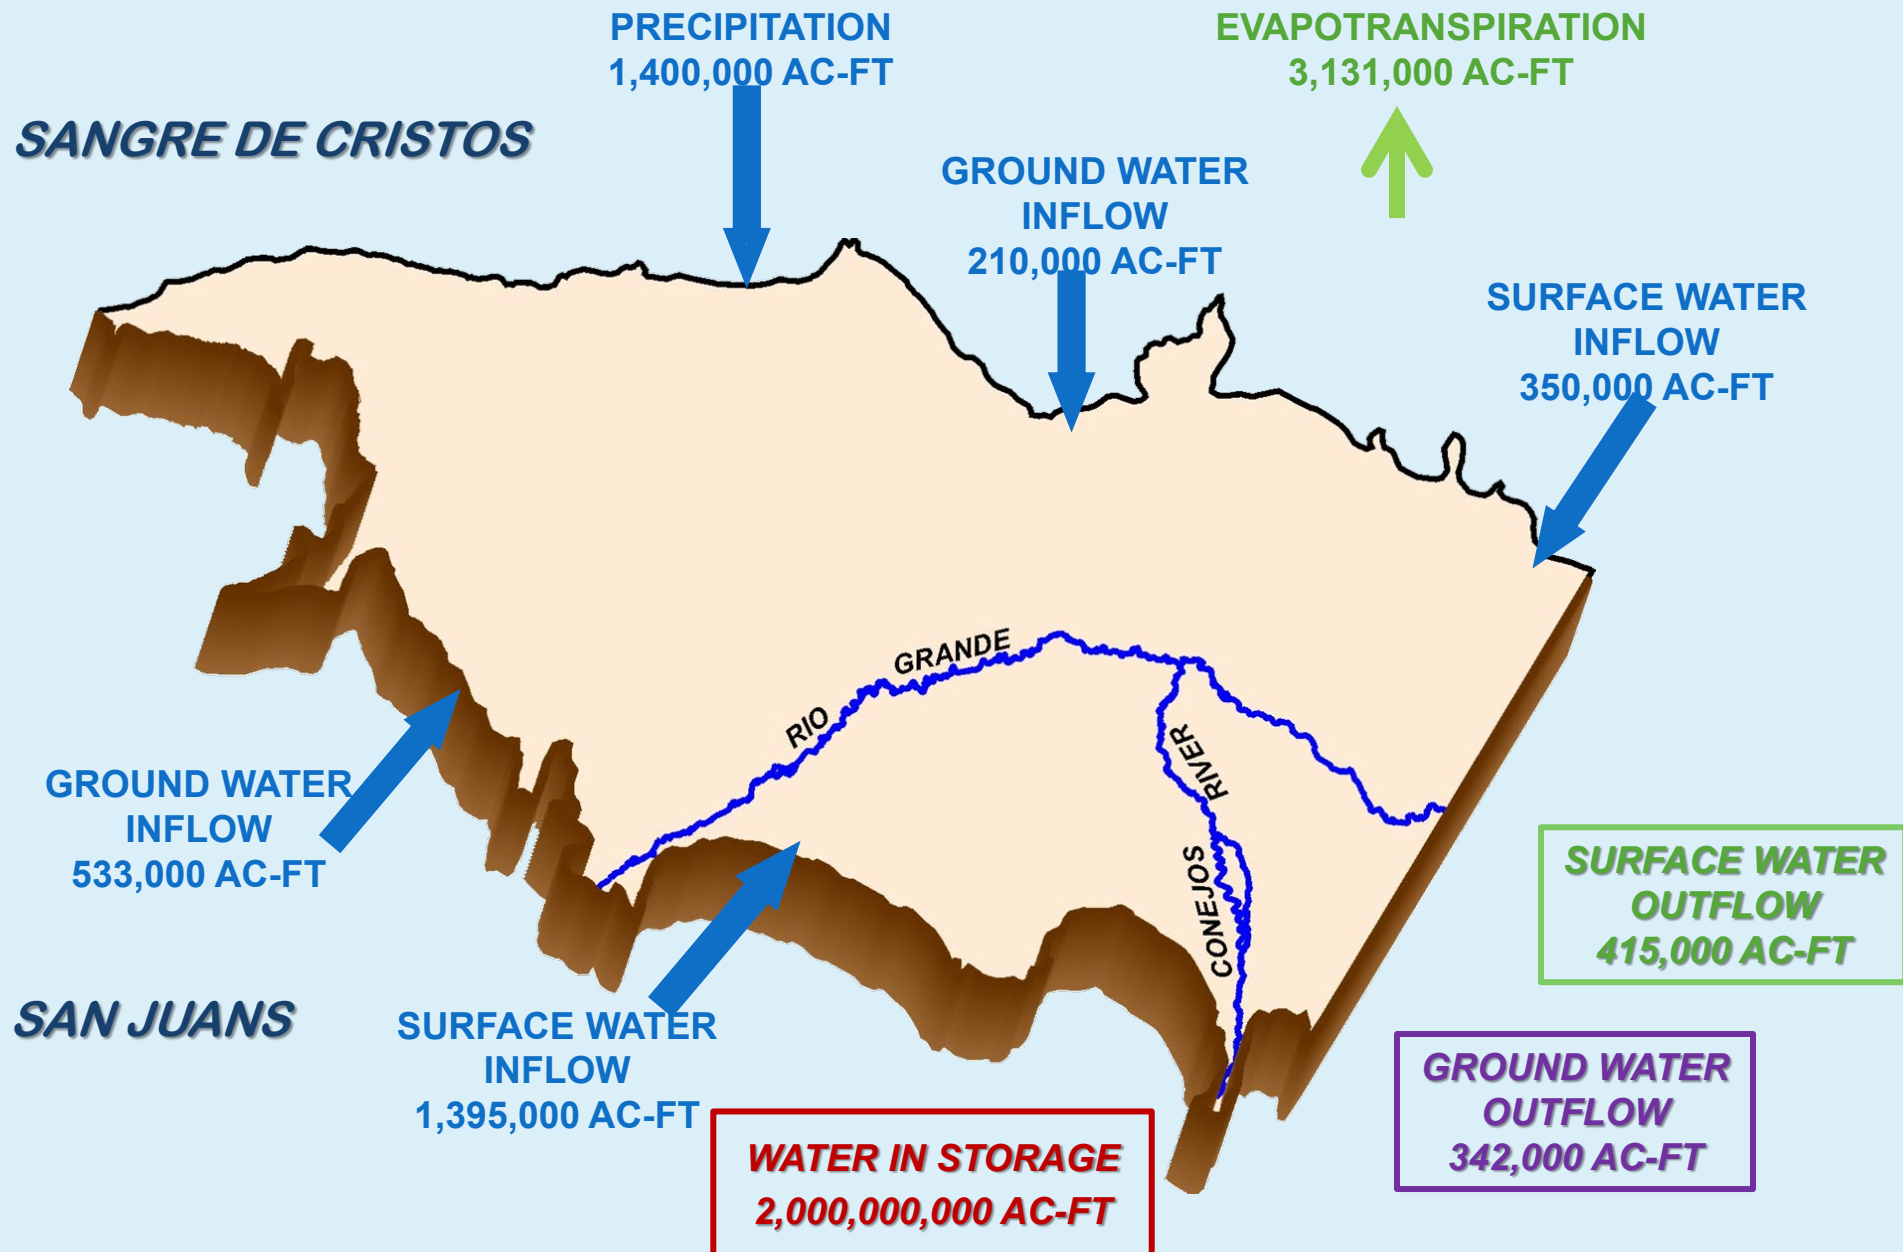 PRECIPITATION
1,400,000 AC-FT
EVAPOTRANSPIRATION
3,131,000 AC-FT
SANGRE DE CRISTOS
GROUND WATER
INFLOW
210,000 AC-FT
SURFACE WATER
INFLOW
350,000 AC-FT
RIO GRANDE
CONEJOS RIVER
GROUND WATER
INFLOW
533,000 AC-FT
SURFACE WATER
OUTFLOW
415,000 AC-FT
SAN JUANS
SURFACE WATER
INFLOW
1,395,000 AC-FT
GROUND WATER
OUTFLOW
342,000 AC-FT
WATER IN STORAGE
2,000,000,000 AC-FT